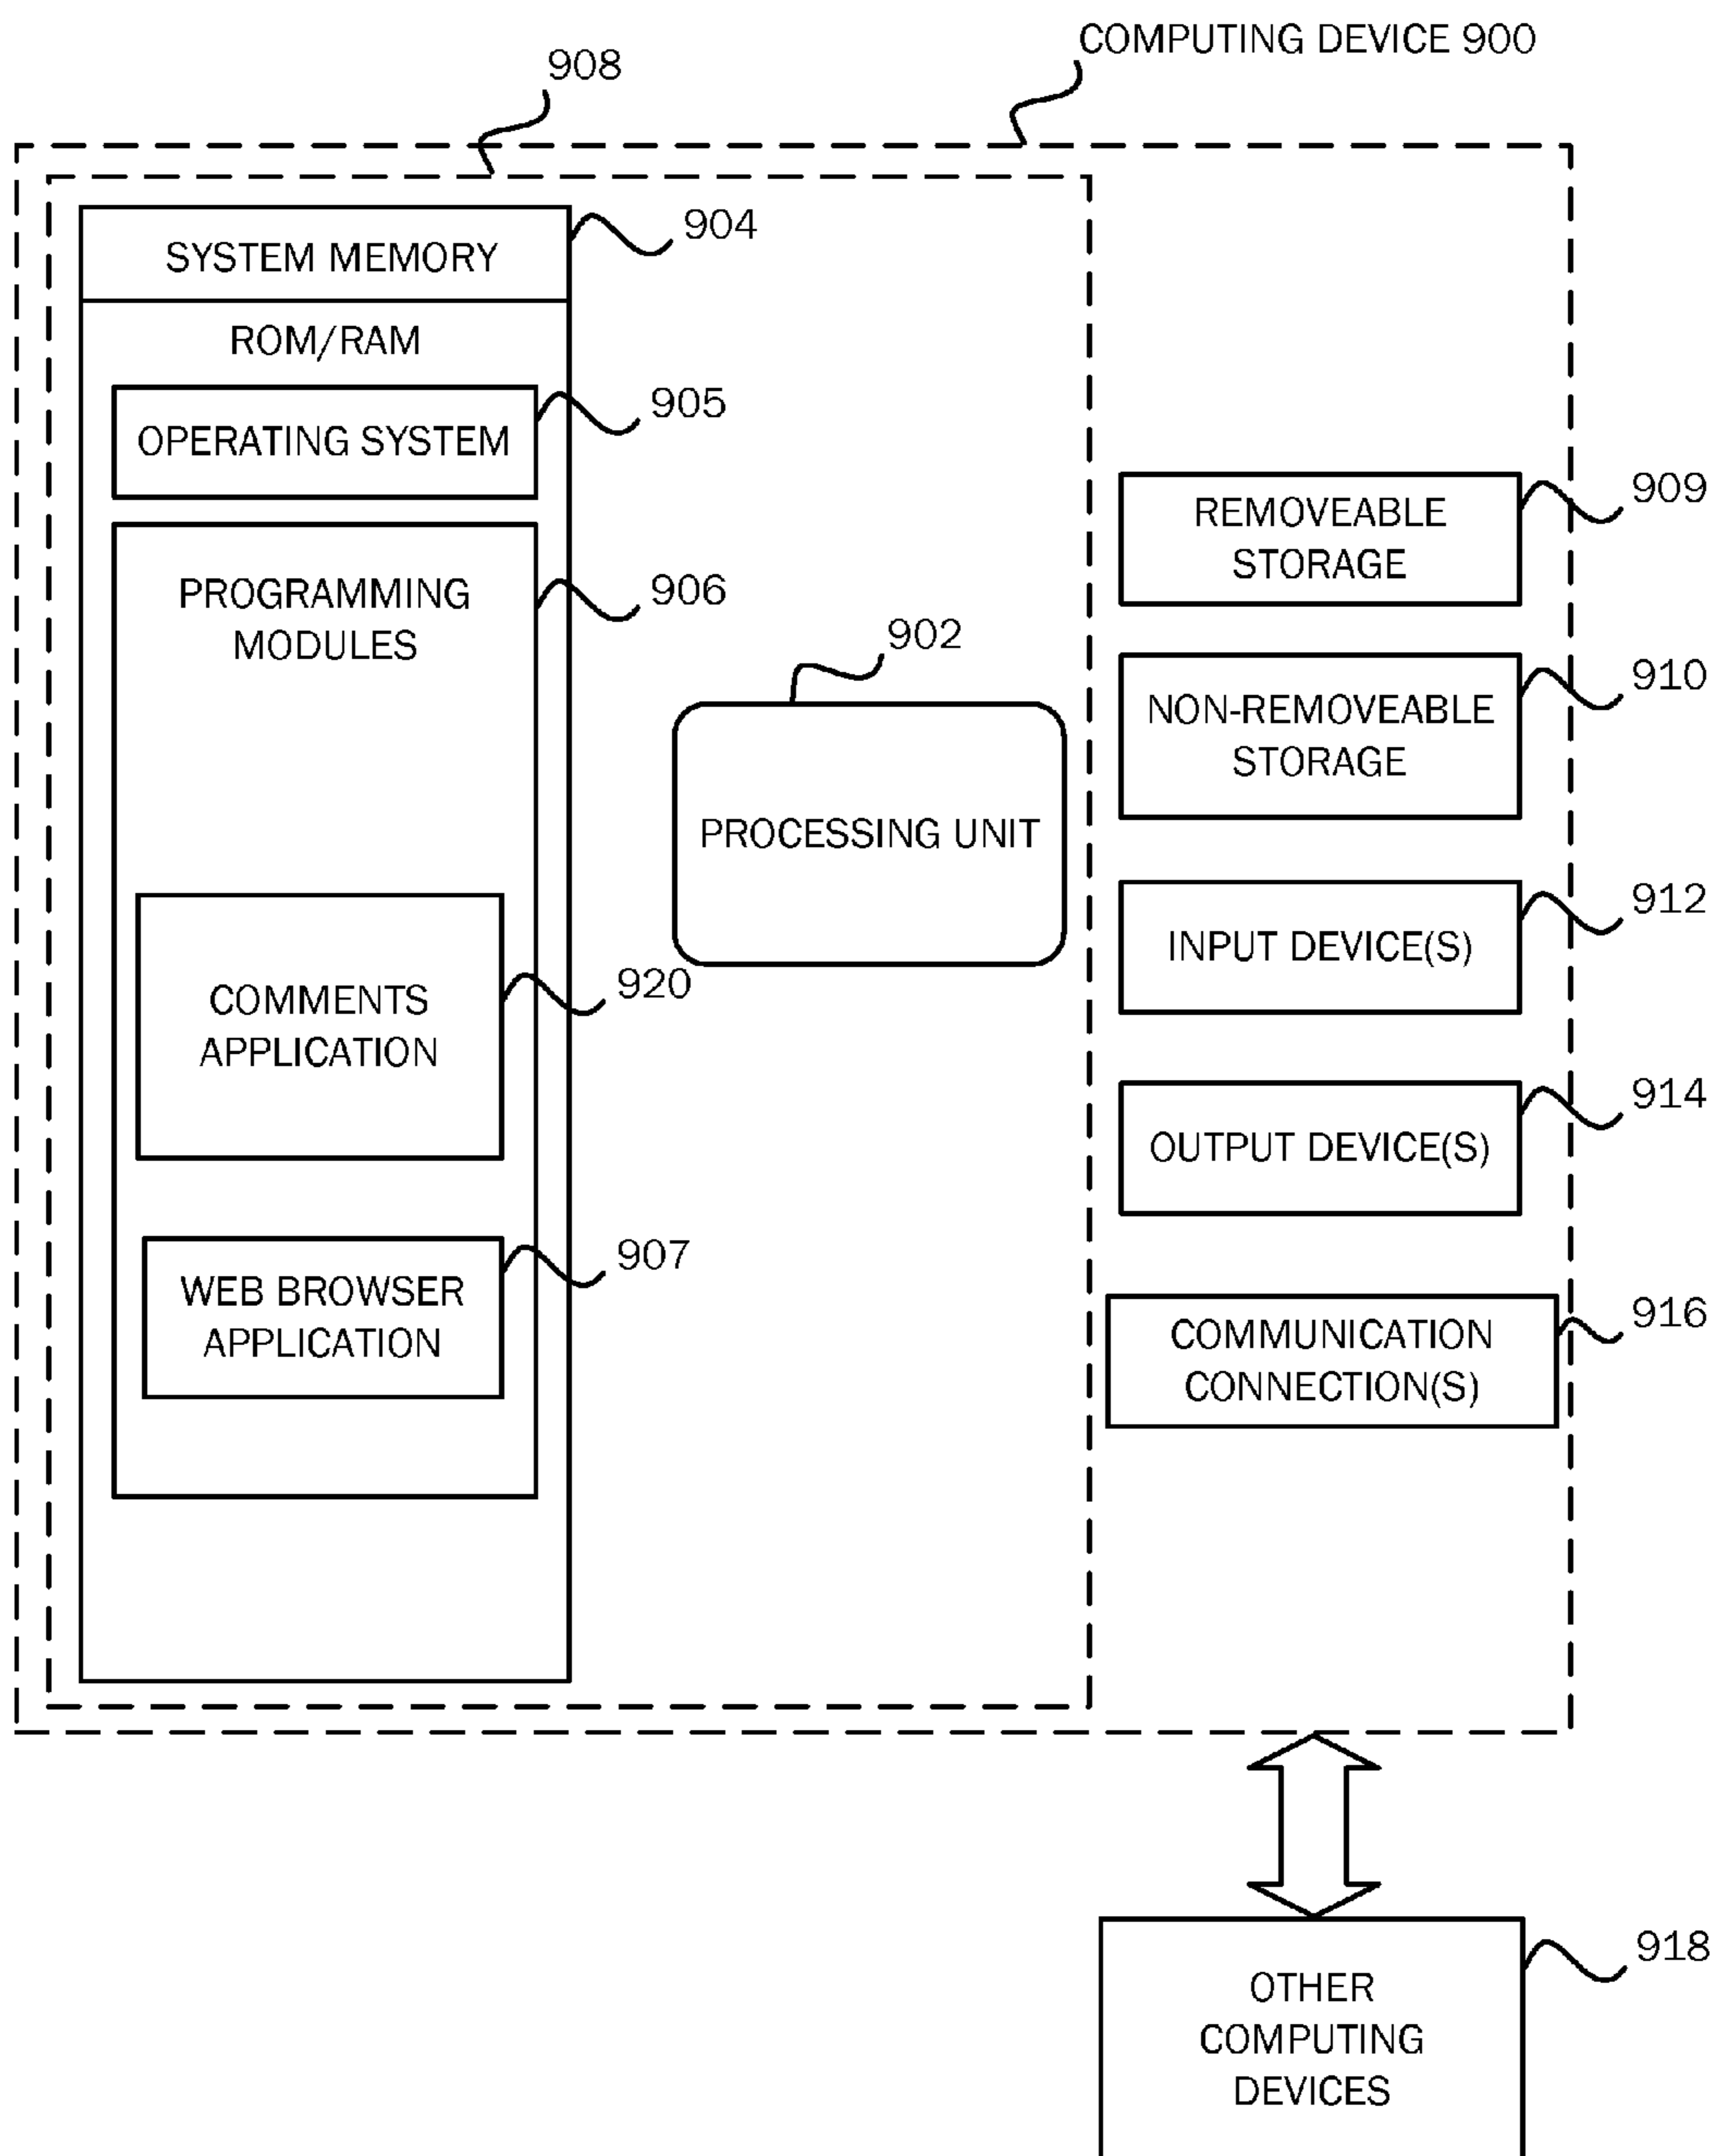 COMPUTING DEVICE 900
908
SYSTEM MEMORY
904
ROM/RAM
OPERATING SYSTEM
905
PROGRAMMING
MODULES
906
COMMENTS
APPLICATION
920
WEB BROWSER
APPLICATION
907
902
PROCESSING UNIT
REMOVEABLE
STORAGE
909
NON-REMOVEABLE
STORAGE
910
INPUT DEVICE(S)
912
OUTPUT DEVICE(S)
914
COMMUNICATION
CONNECTION(S)
916
OTHER
COMPUTING
DEVICES
918